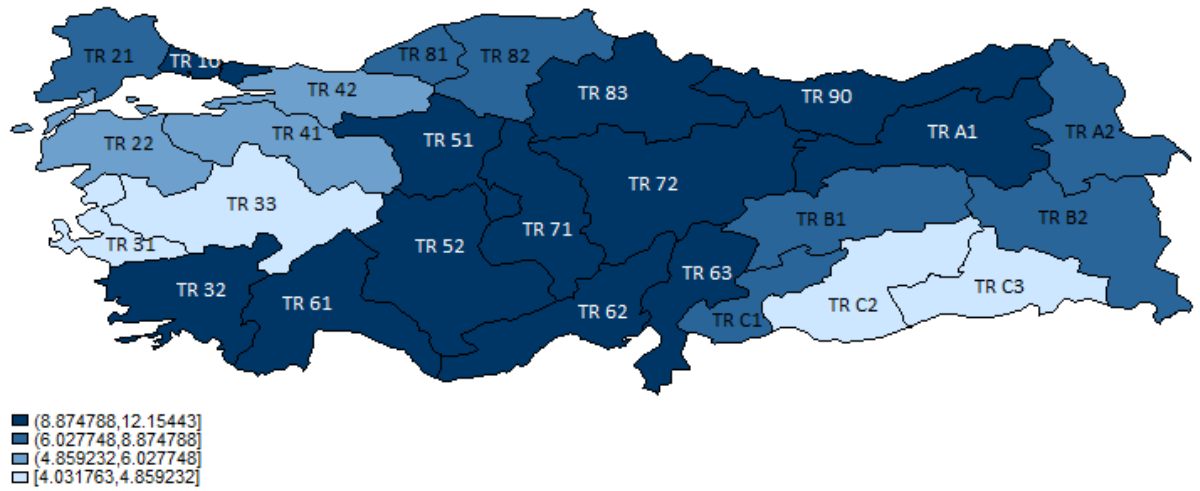 TR 21
TR 10
TR 81
TR 82
TR 42
TR 83
TR 90
TR 22
TR 41
TR 51
TR A1
TR A2
TR 72
TR 33
TR B1
TR B2
TR 31
TR 52
TR 71
TR 63
TR 32
TR 61
TR 62
TR C1
TR C2
TR C3
(8.874788,12.15443]
(6.027748,8.874788]
(4.859232,6.027748]
[4.031763,4.859232]